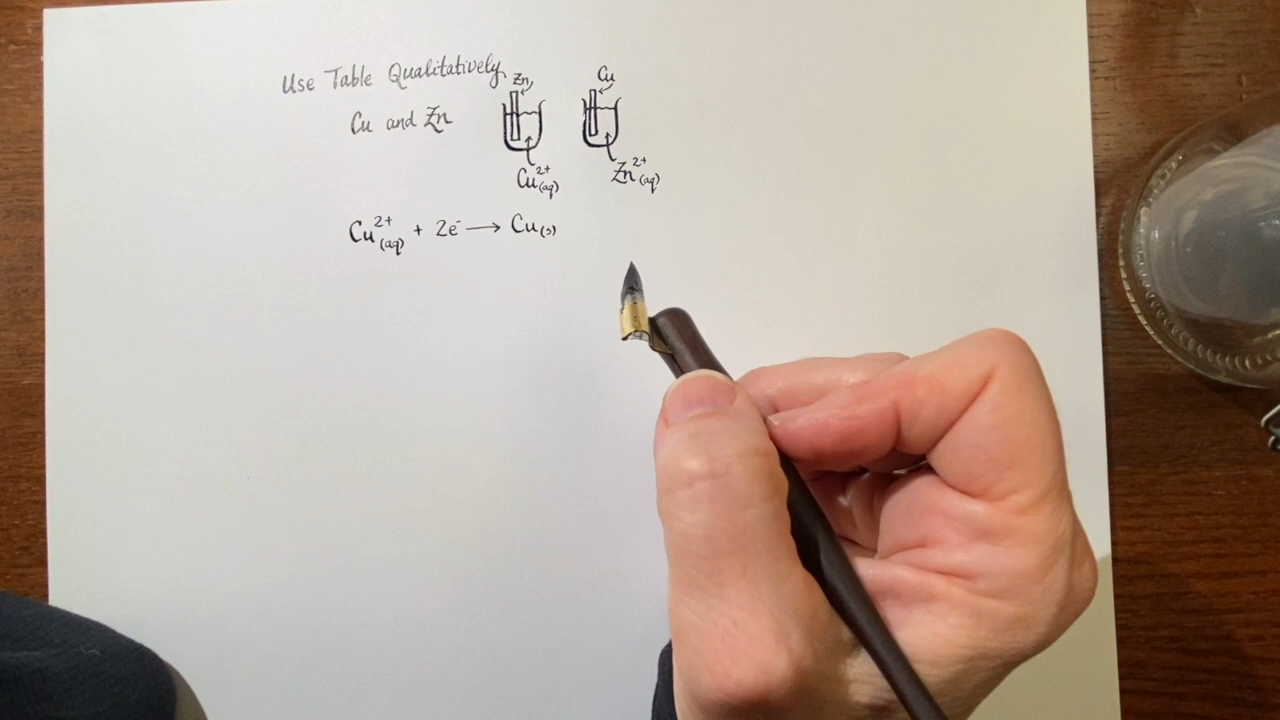 Use Table Qualitatively
Zn Cu
Cu and Zn
Cu²⁺(aq) Zn²⁺(aq)
Cu²⁺(aq) + 2e⁻ → Cu(s)